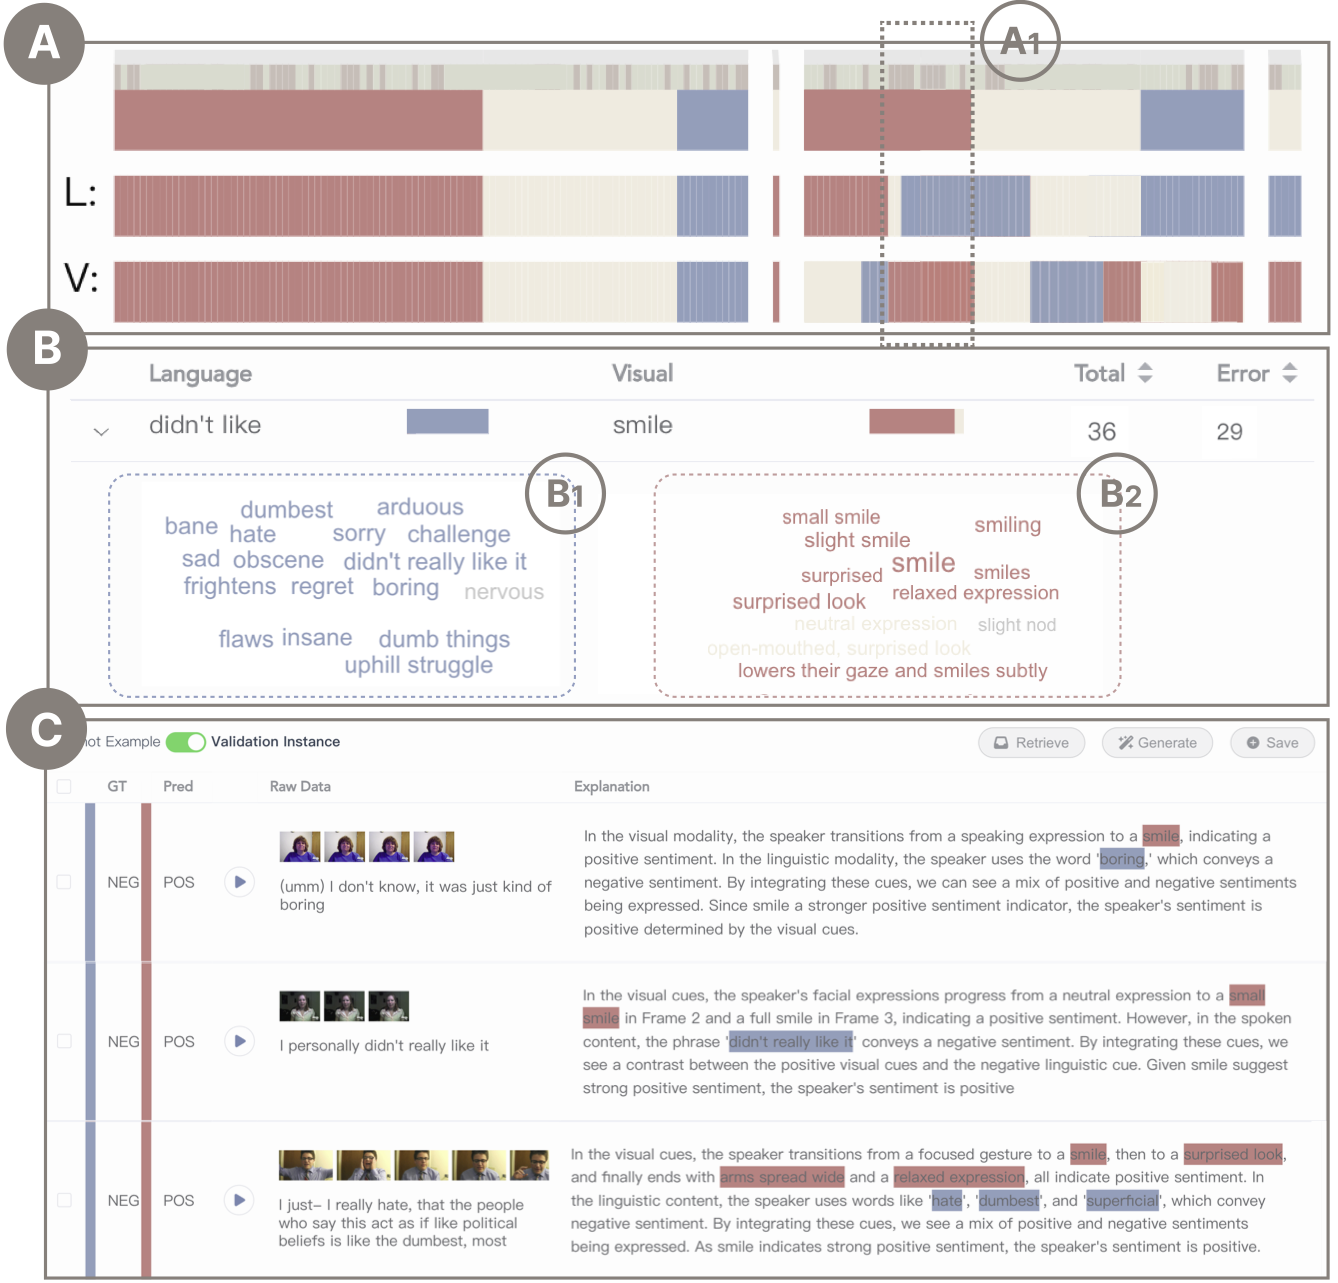 A
A1
L:
V:
B
Language Visual Total Error
didn't like smile 36 29
B1
dumbest arduous
bane hate sorry challenge
sad obscene didn't really like it
frightens regret boring nervous
flaws insane dumb things
uphill struggle
B2
small smile smiling
slight smile
smile
surprised smiles
surprised look relaxed expression
neutral expression slight nod
open-mouthed, surprised look
lowers their gaze and smiles subtly
C
ot Example Validation Instance Retrieve Generate Save
GT Pred Raw Data Explanation
NEG POS
(umm) I don't know, it was just kind of
boring
In the visual modality, the speaker transitions from a speaking expression to a smile, indicating a
positive sentiment. In the linguistic modality, the speaker uses the word 'boring,' which conveys a
negative sentiment. By integrating these cues, we can see a mix of positive and negative sentiments
being expressed. Since smile a stronger positive sentiment indicator, the speaker's sentiment is
positive determined by the visual cues.
NEG POS
I personally didn't really like it
In the visual cues, the speaker's facial expressions progress from a neutral expression to a small
smile in Frame 2 and a full smile in Frame 3, indicating a positive sentiment. However, in the spoken
content, the phrase 'didn't really like it' conveys a negative sentiment. By integrating these cues, we
see a contrast between the positive visual cues and the negative linguistic cue. Given smile suggest
strong positive sentiment, the speaker's sentiment is positive
NEG POS
I just– I really hate, that the people
who say this act as if like political
beliefs is like the dumbest, most
In the visual cues, the speaker transitions from a focused gesture to a smile, then to a surprised look,
and finally ends with arms spread wide and a relaxed expression, all indicate positive sentiment. In
the linguistic content, the speaker uses words like 'hate', 'dumbest', and 'superficial', which convey
negative sentiment. By integrating these cues, we see a mix of positive and negative sentiments
being expressed. As smile indicates strong positive sentiment, the speaker's sentiment is positive.